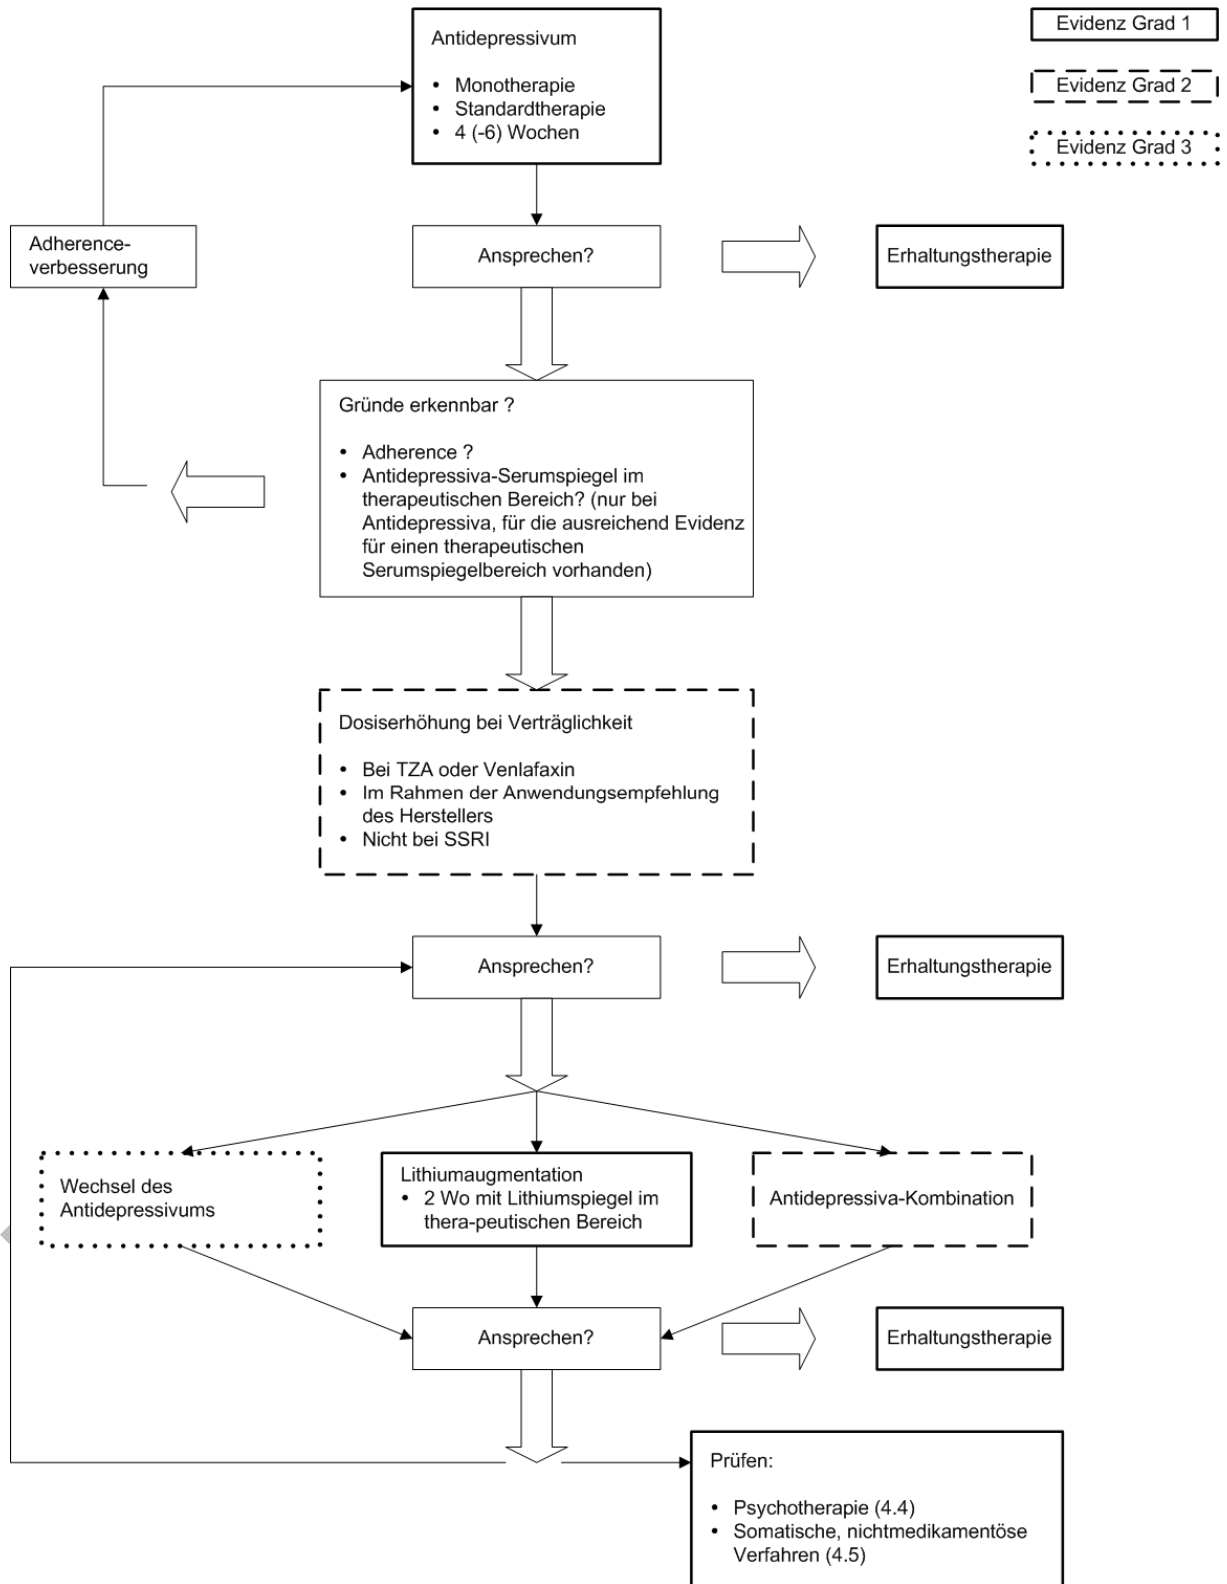 Antidepressivum
• Monotherapie
• Standardtherapie
• 4 (-6) Wochen
Evidenz Grad 1
Evidenz Grad 2
Evidenz Grad 3
Adherence-
verbesserung
Ansprechen?
Erhaltungstherapie
Gründe erkennbar ?
• Adherence ?
• Antidepressiva-Serumspiegel im
therapeutischen Bereich? (nur bei
Antidepressiva, für die ausreichend Evidenz
für einen therapeutischen
Serumspiegelbereich vorhanden)
Dosiserhöhung bei Verträglichkeit
• Bei TZA oder Venlafaxin
• Im Rahmen der Anwendungsempfehlung
des Herstellers
• Nicht bei SSRI
Ansprechen?
Erhaltungstherapie
Wechsel des
Antidepressivums
Lithiumaugmentation
• 2 Wo mit Lithiumspiegel im
thera-peutischen Bereich
Antidepressiva-Kombination
Ansprechen?
Erhaltungstherapie
Prüfen:
• Psychotherapie (4.4)
• Somatische, nichtmedikamentöse
Verfahren (4.5)